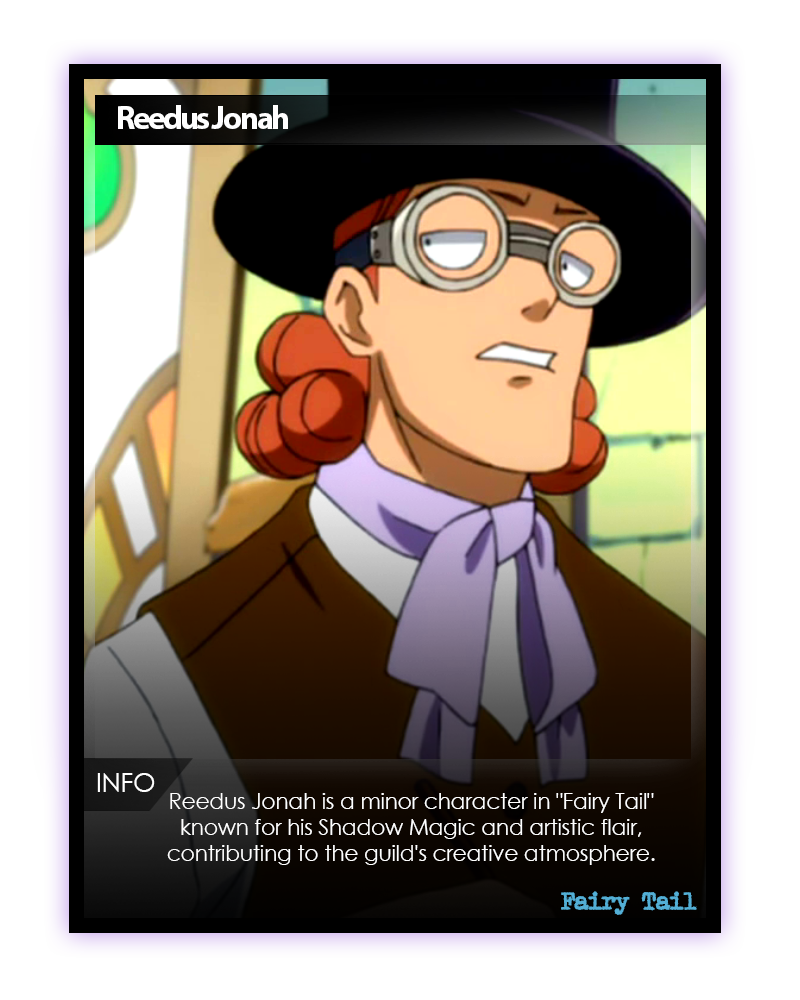 Reedus Jonah
INFO
Reedus Jonah is a minor character in "Fairy Tail"
known for his Shadow Magic and artistic flair,
contributing to the guild's creative atmosphere.
Fairy Tail